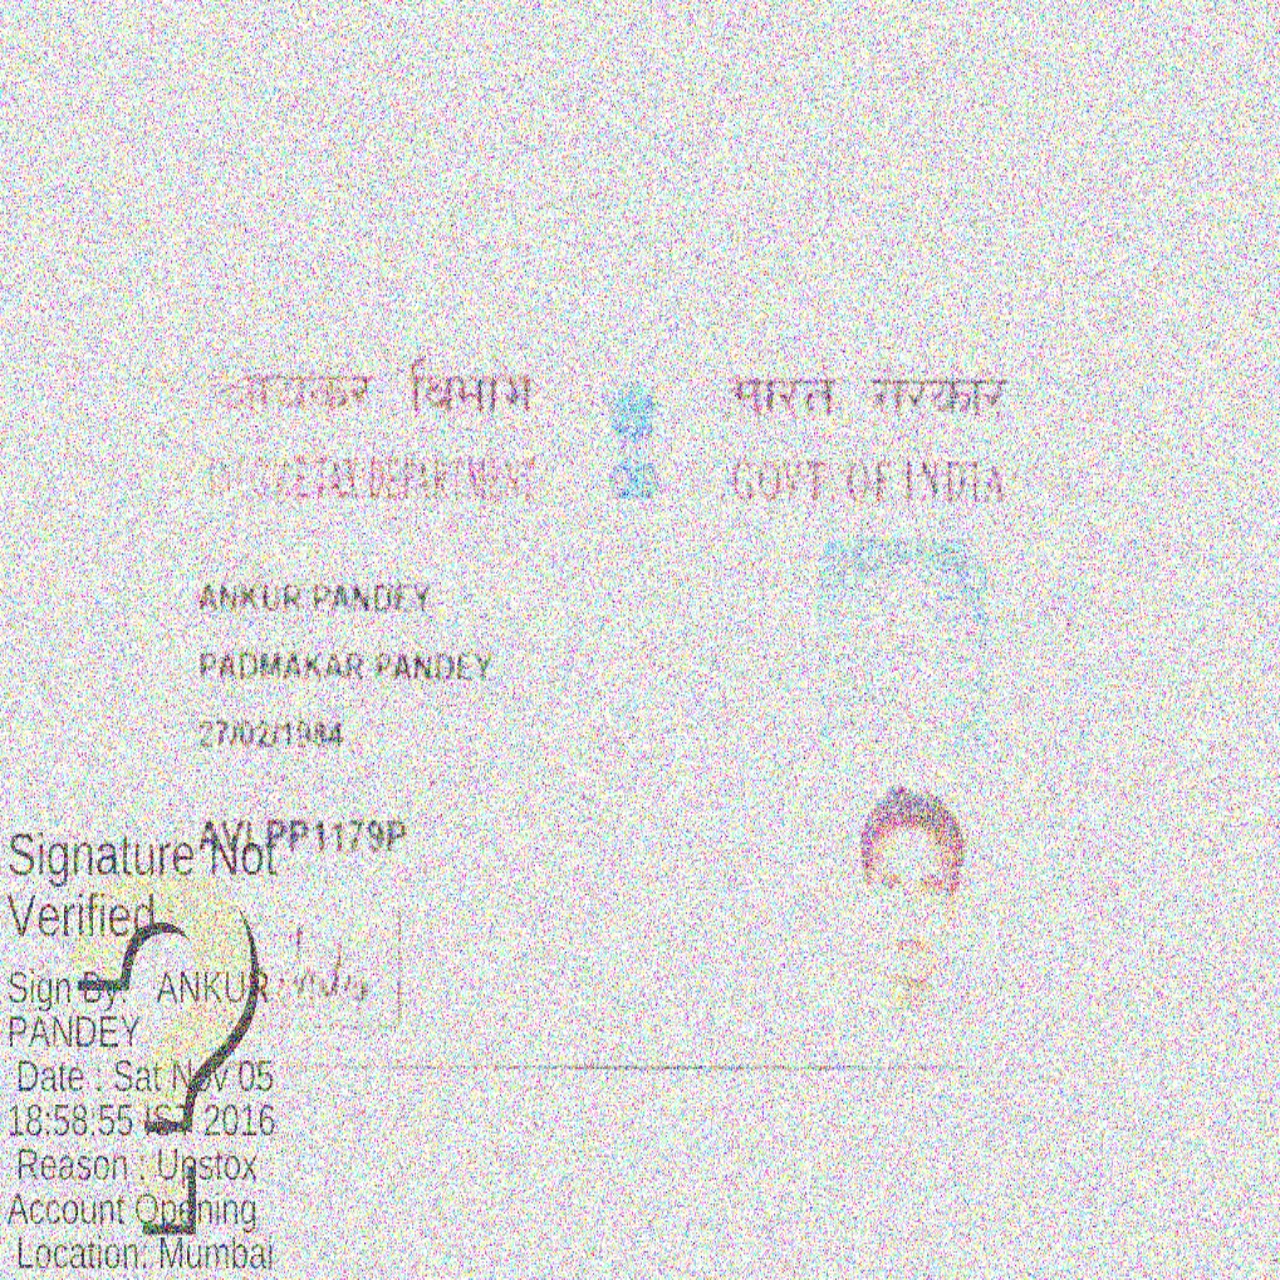 आयकर विभाग
भारत सरकार
INCOME TAX DEPARTMENT
GOVT. OF INDIA
ANKUR PANDEY
PADMAKAR PANDEY
27/02/1984
AVLPP1179P
Signature Not
Verified
Sign By: ANKUR
PANDEY
Date : Sat Nov 05
18:58:55 IST 2016
Reason : Upstox
Account Opening
Location: Mumbai